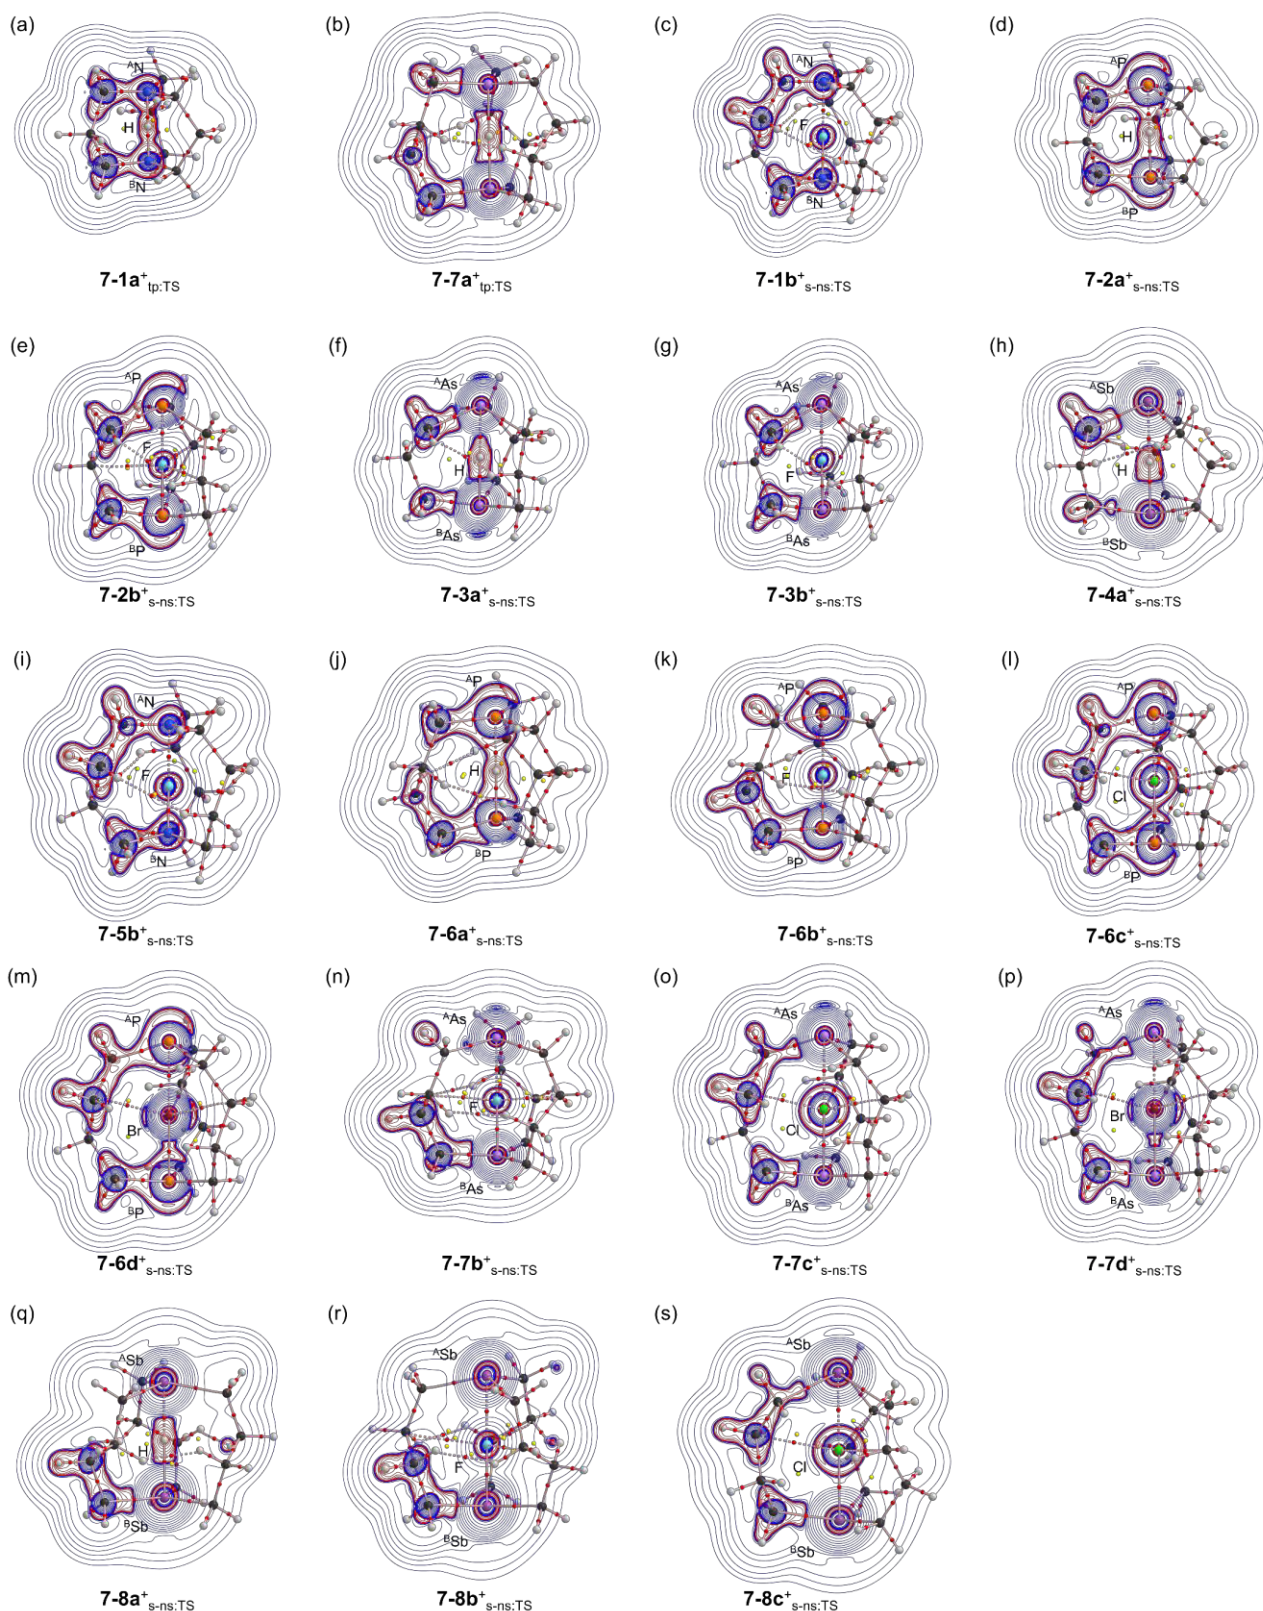 (a) (b) (c) (d)
ᴬN ᴬN ᴬP
H F H
ᴮN ᴮN ᴮP
7-1a⁺tp:TS 7-7a⁺tp:TS 7-1b⁺s-ns:TS 7-2a⁺s-ns:TS
(e) (f) (g) (h)
ᴬP ᴬAs ᴬAs ᴬSb
F H F H
ᴮP ᴮAs ᴮAs ᴮSb
7-2b⁺s-ns:TS 7-3a⁺s-ns:TS 7-3b⁺s-ns:TS 7-4a⁺s-ns:TS
(i) (j) (k) (l)
ᴬN ᴬP ᴬP ᴬP
F H F Cl
ᴮN ᴮP ᴮP ᴮP
7-5b⁺s-ns:TS 7-6a⁺s-ns:TS 7-6b⁺s-ns:TS 7-6c⁺s-ns:TS
(m) (n) (o) (p)
ᴬP ᴬAs ᴬAs ᴬAs
Br F Cl Br
ᴮP ᴮAs ᴮAs ᴮAs
7-6d⁺s-ns:TS 7-7b⁺s-ns:TS 7-7c⁺s-ns:TS 7-7d⁺s-ns:TS
(q) (r) (s)
ᴬSb ᴬSb ᴬSb
H F Cl
ᴮSb ᴮSb ᴮSb
7-8a⁺s-ns:TS 7-8b⁺s-ns:TS 7-8c⁺s-ns:TS